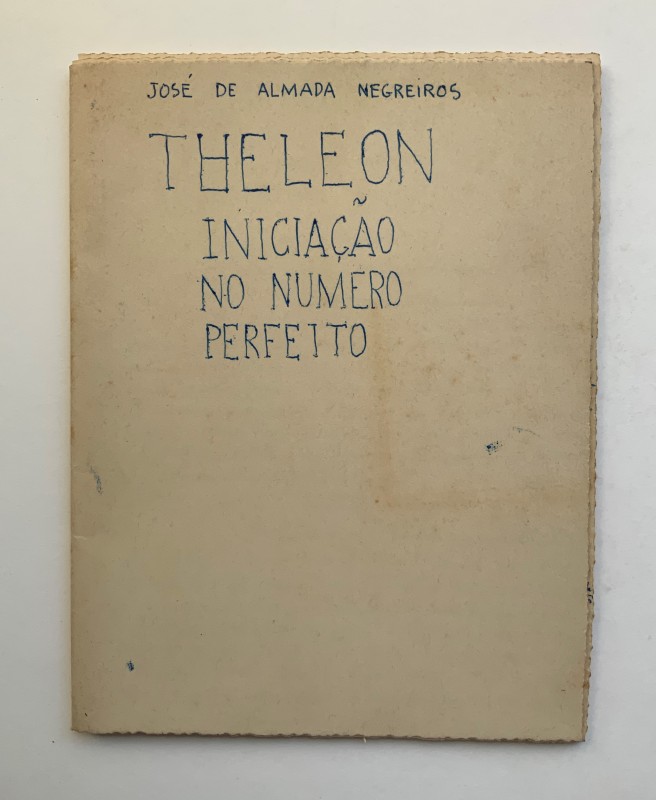 JOSÉ DE ALMADA NEGREIROS
THELEON
INICIAÇÃO
NO NUMERO
PERFEITO